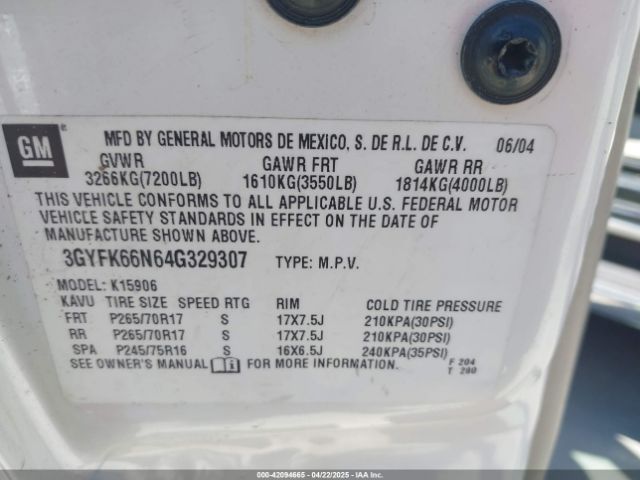 GM
MFD BY GENERAL MOTORS DE MEXICO, S. DE R.L. DE C.V. 06/04
GVWR GAWR FRT GAWR RR
3266KG(7200LB) 1610KG(3550LB) 1814KG(4000LB)
THIS VEHICLE CONFORMS TO ALL APPLICABLE U.S. FEDERAL MOTOR
VEHICLE SAFETY STANDARDS IN EFFECT ON THE DATE OF
MANUFACTURE SHOWN ABOVE.
3GYFK66N64G329307 TYPE: M.P.V.
MODEL: K15906
KAVU TIRE SIZE SPEED RTG RIM COLD TIRE PRESSURE
FRT P265/70R17 S 17X7.5J 210KPA(30PSI)
RR P265/70R17 S 17X7.5J 210KPA(30PSI)
SPA P245/75R16 S 16X6.5J 240KPA(35PSI)
SEE OWNER'S MANUAL FOR MORE INFORMATION. F 204
T 200
000-42094665 - 04/22/2025 - IAAI.COM